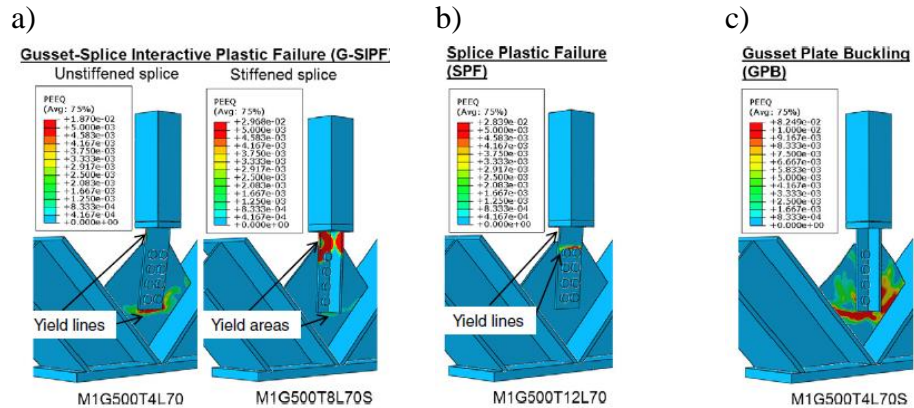 a)
b)
c)
Gusset-Splice Interactive Plastic Failure (G-SIPF)
Unstiffened splice
Stiffened splice
Splice Plastic Failure
(SPF)
Gusset Plate Buckling
(GPB)
PEEQ
(Avg: 75%)
+1.870e-02
+5.000e-03
+4.583e-03
+4.167e-03
+3.750e-03
+3.333e-03
+2.917e-03
+2.500e-03
+2.083e-03
+1.667e-03
+1.250e-03
+8.333e-04
+4.167e-04
+0.000e+00
PEEQ
(Avg: 75%)
+2.968e-02
+5.000e-03
+4.583e-03
+4.167e-03
+3.750e-03
+3.333e-03
+2.917e-03
+2.500e-03
+2.083e-03
+1.667e-03
+1.250e-03
+8.333e-04
+4.167e-04
+0.000e+00
PEEQ
(Avg: 75%)
+2.839e-02
+5.000e-03
+4.583e-03
+4.167e-03
+3.750e-03
+3.333e-03
+2.917e-03
+2.500e-03
+2.083e-03
+1.667e-03
+1.250e-03
+8.333e-04
+4.167e-04
+0.000e+00
PEEQ
(Avg: 75%)
+8.249e-02
+1.000e-02
+9.167e-03
+8.333e-03
+7.500e-03
+6.667e-03
+5.833e-03
+5.000e-03
+4.167e-03
+3.333e-03
+2.500e-03
+1.667e-03
+8.333e-04
+0.000e+00
Yield lines
Yield areas
Yield lines
M1G500T4L70
M1G500T8L70S
M1G500T12L70
M1G500T4L70S